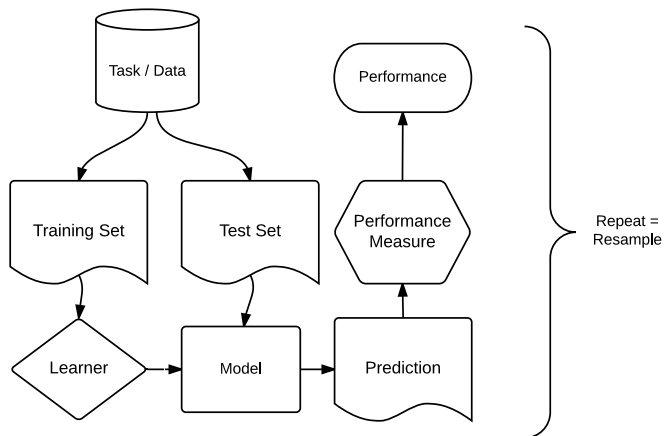 Task / Data
Performance
Training Set
Test Set
Performance
Measure
Repeat =
Resample
Learner
Model
Prediction